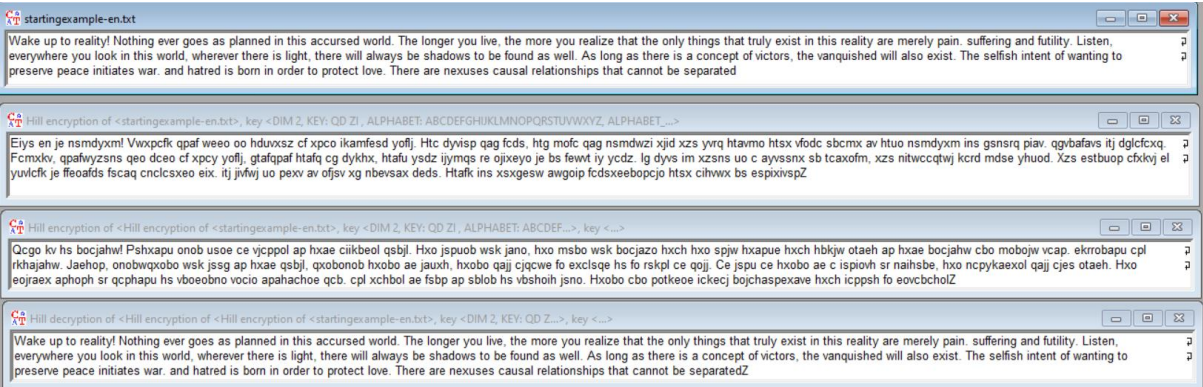 startingexample-en.txt
Wake up to reality! Nothing ever goes as planned in this accursed world. The longer you live, the more you realize that the only things that truly exist in this reality are merely pain. suffering and futility. Listen,
everywhere you look in this world, wherever there is light, there will always be shadows to be found as well. As long as there is a concept of victors, the vanquished will also exist. The selfish intent of wanting to
preserve peace initiates war. and hatred is born in order to protect love. There are nexuses causal relationships that cannot be separated
Hill encryption of <startingexample-en.txt>, key <DIM 2, KEY: QD ZI , ALPHABET: ABCDEFGHIJKLMNOPQRSTUVWXYZ, ALPHABET_...>
Eiys en je nsmdyxm! Vwxpcfk qpaf weeo oo hduvxsz cf xpco ikamfesd yoflj. Htc dyvisp qag fcds, htg mofc qag nsmdwzi xjid xzs yvrq htavmo htsx vfodc sbcmx av htuo nsmdyxm ins gsnsrq piav. qgvbafavs itj dglcfcxq.
Fcmxkv, qpafwyzsns qeo dceo cf xpcy yoflj, gtafqpaf htafq cg dykhx, htafu ysdz ijymqs re ojixeyo je bs fewvt iy ycdz. Ig dyvs im xzsns uo c ayvssnx sb tcaxofm, xzs nitwccqtwj kcrd mdse yhuod. Xzs estbuop cfxkvj el
yuvlcfk je ffeoafds fscaq cnclcsxeo eix. itj jivfwj uo pexv av ofjsv xg nbevsax deds. Htafk ins xsxgesw awgoip fcdsxeebopcjo htsx cihvwx bs espixivspZ
Hill encryption of <Hill encryption of <startingexample-en.txt>, key <DIM 2, KEY: QD ZI , ALPHABET: ABCDEF...>, key <...>
Qcgo kv hs bocjahw! Pshxapu onob usoe ce vjcppol ap hxae ciikbeol qsbjl. Hxo jspuob wsk jano, hxo msbo wsk bocjazo hxch hxo spjw hxapue hxch hbkjw otaeh ap hxae bocjahw cbo mobojw vcap. ekrrobapu cpl
rkhajahw. Jaehop, onobwqxobo wsk jssg ap hxae qsbjl, qxobonob hxobo ae jauxh, hxobo qajj cjqcwe fo exclsqe hs fo rskpl ce qojj. Ce jspu ce hxobo ae c ispiovh sr naihsbe, hxo ncpykaexol qajj cjes otaeh. Hxo
eojraex aphoph sr qcphapu hs vboeobno vocio apahachoe qcb. cpl xchbol ae fsbp ap sblob hs vbshoih jsno. Hxobo cbo potkeoe ickecj bojchaspexave hxch icppsh fo eovcbcholZ
Hill decryption of <Hill encryption of <Hill encryption of <startingexample-en.txt>, key <DIM 2, KEY: QD Z...>, key <...>
Wake up to reality! Nothing ever goes as planned in this accursed world. The longer you live, the more you realize that the only things that truly exist in this reality are merely pain. suffering and futility. Listen,
everywhere you look in this world, wherever there is light, there will always be shadows to be found as well. As long as there is a concept of victors, the vanquished will also exist. The selfish intent of wanting to
preserve peace initiates war. and hatred is born in order to protect love. There are nexuses causal relationships that cannot be separatedZ